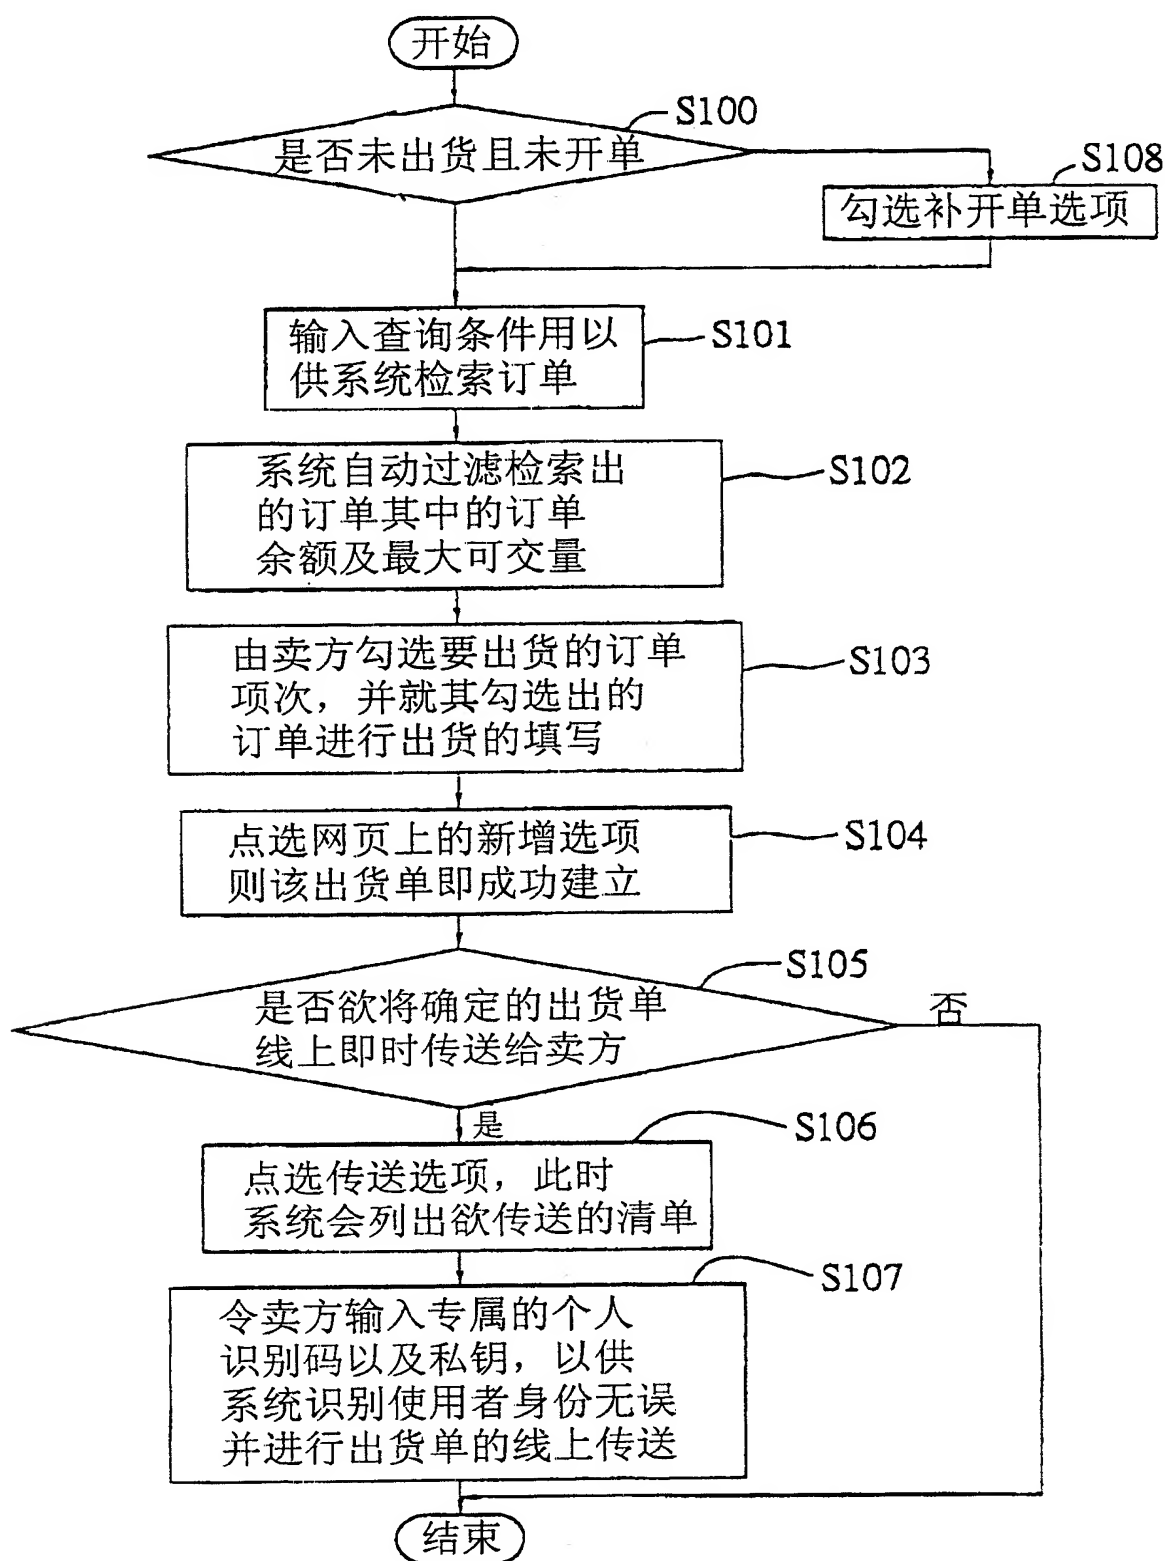 开始
S100
是否未出货且未开单
S108
勾选补开单选项
输入查询条件用以
供系统检索订单
S101
系统自动过滤检索出
的订单其中的订单
余额及最大可交量
S102
由卖方勾选要出货的订单
项次，并就其勾选出的
订单进行出货的填写
S103
点选网页上的新增选项
则该出货单即成功建立
S104
S105
是否欲将确定的出货单
线上即时传送给卖方
否
是
S106
点选传送选项，此时
系统会列出欲传送的清单
S107
令卖方输入专属的个人
识别码以及私钥，以供
系统识别使用者身份无误
并进行出货单的线上传送
结束